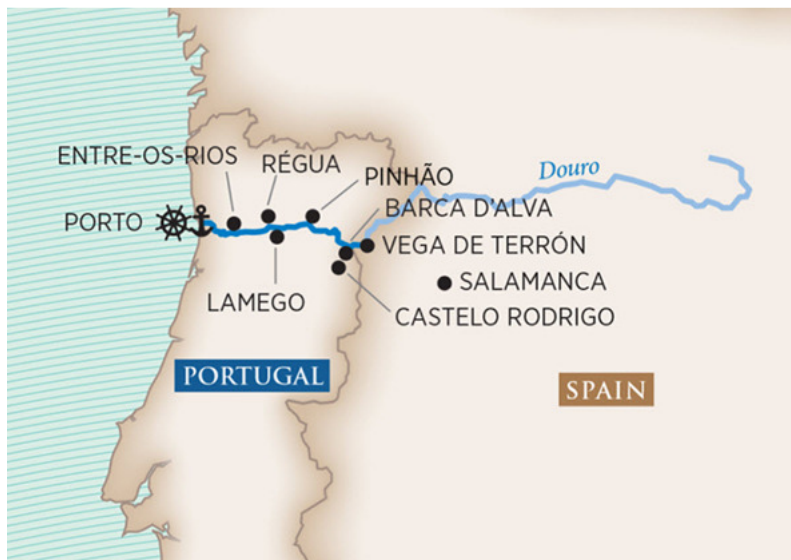 ENTRE-OS-RIOS
RÉGUA
PINHÃO
Douro
PORTO
BARCA D'ALVA
VEGA DE TERRÓN
SALAMANCA
LAMEGO
CASTELO RODRIGO
PORTUGAL
SPAIN